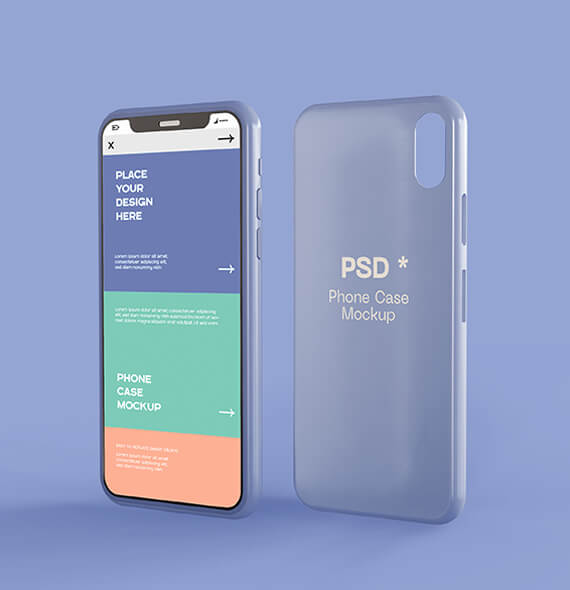 X
PLACE
YOUR
DESIGN
HERE
Lorem ipsum dolor sit amet,
consectetuer adipiscing elit,
sed diam nonummy nibh
Lorem ipsum dolor sit amet,
consectetuer adipiscing elit, sed diam non-
PHONE
CASE
MOCKUP
Lorem ipsum dolor sit amet,
consectetuer adipiscing elit,
sed diam nonummy nibh
PSD *
Phone Case
Mockup